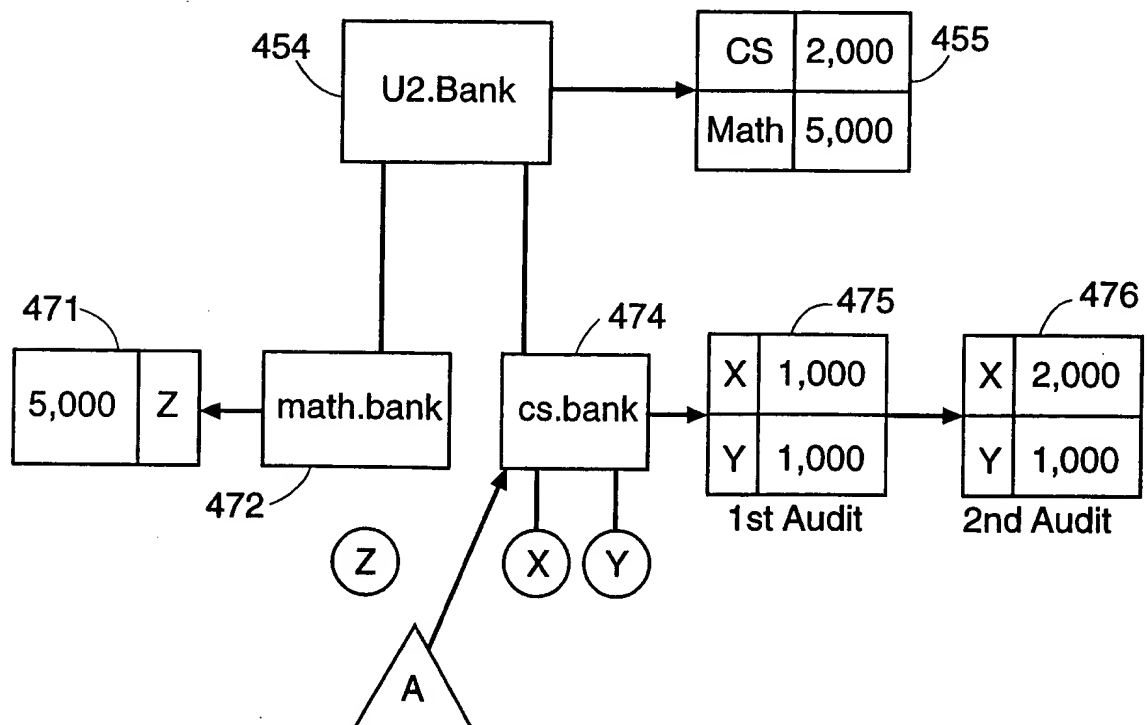 454
U2.Bank
CS 2,000
Math 5,000
455
471
5,000 Z
math.bank
472
474
cs.bank
475
X 1,000
Y 1,000
1st Audit
476
X 2,000
Y 1,000
2nd Audit
Z
X
Y
A